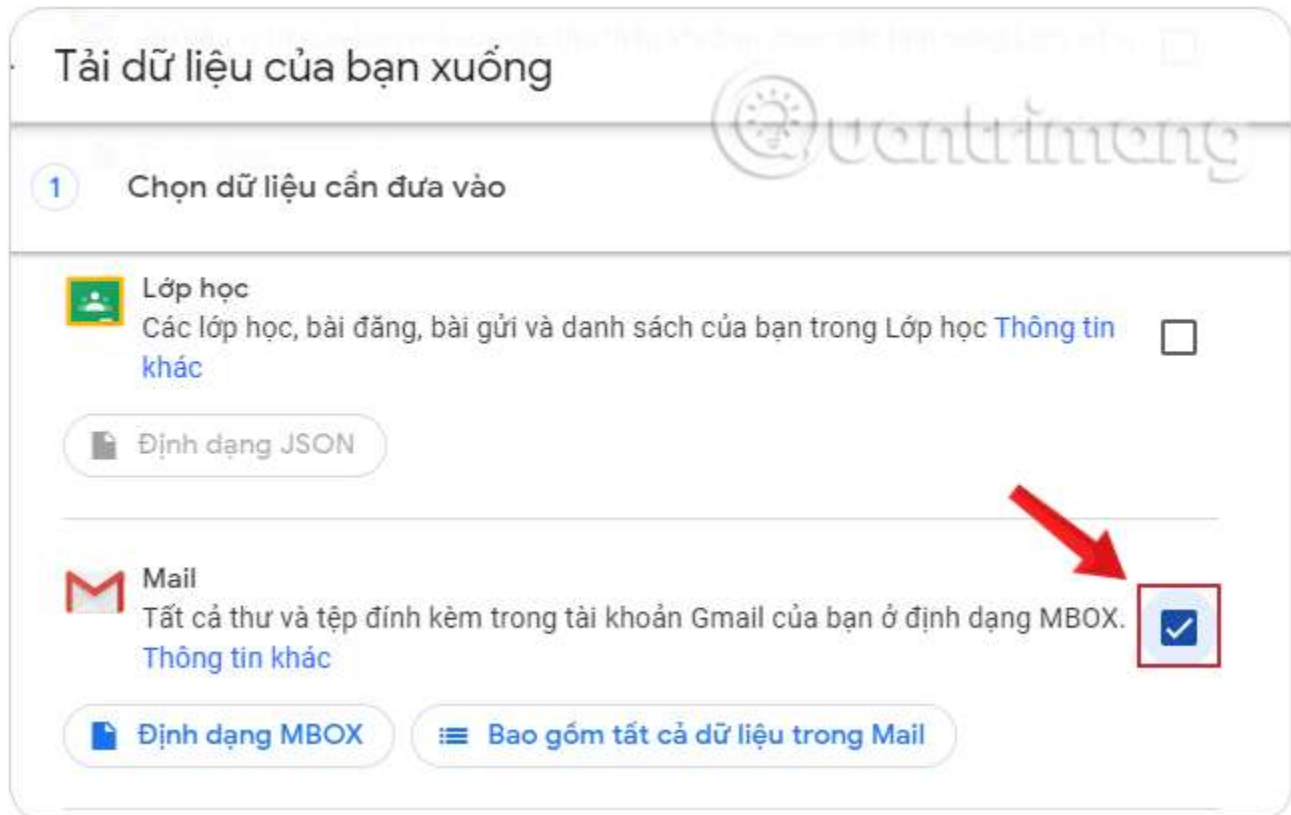 Tải dữ liệu của bạn xuống
Quantrimang
1 Chọn dữ liệu cần đưa vào
Lớp học
Các lớp học, bài đăng, bài gửi và danh sách của bạn trong Lớp học Thông tin
khác
Định dạng JSON
Mail
Tất cả thư và tệp đính kèm trong tài khoản Gmail của bạn ở định dạng MBOX.
Thông tin khác
Định dạng MBOX
Bao gồm tất cả dữ liệu trong Mail